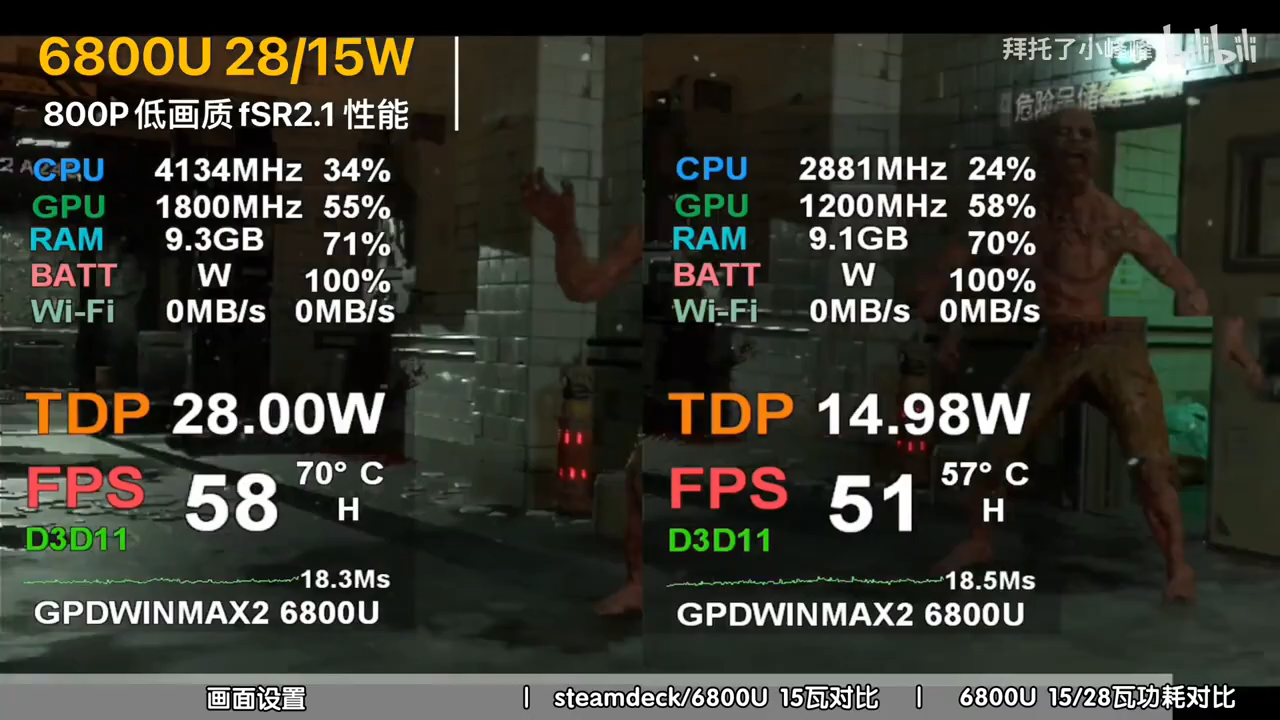 6800U 28/15W
800P 低画质 fSR2.1 性能
拜托了小峰峰 bilibili
CPU 4134MHz 34%
GPU 1800MHz 55%
RAM 9.3GB 71%
BATT W 100%
Wi-Fi 0MB/s 0MB/s
TDP 28.00W
FPS 58 70° C
H
D3D11
18.3Ms
GPDWINMAX2 6800U
CPU 2881MHz 24%
GPU 1200MHz 58%
RAM 9.1GB 70%
BATT W 100%
Wi-Fi 0MB/s 0MB/s
TDP 14.98W
FPS 51 57° C
H
D3D11
18.5Ms
GPDWINMAX2 6800U
画面设置 | steamdeck/6800U 15瓦对比 | 6800U 15/28瓦功耗对比